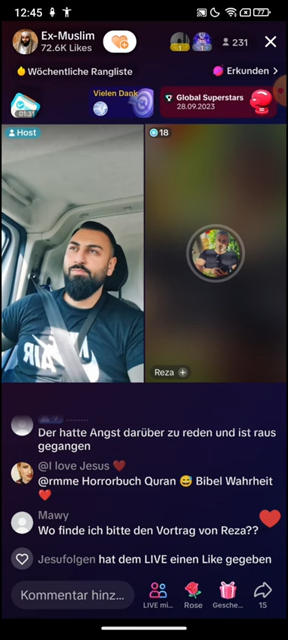 12:45
77
Ex-Muslim
72.6K Likes
231
Wöchentliche Rangliste
Erkunden >
01:31
Vielen Dank
Global Superstars
28.09.2023
Host
18
Reza
Der hatte Angst darüber zu reden und ist raus
gegangen
@I love Jesus
@rmme Horrorbuch Quran 😅 Bibel Wahrheit
❤️
Mawy
Wo finde ich bitte den Vortrag von Reza??
Jesufolgen hat dem LIVE einen Like gegeben
Kommentar hinz...
LIVE mi...
Rose
Gesche...
15